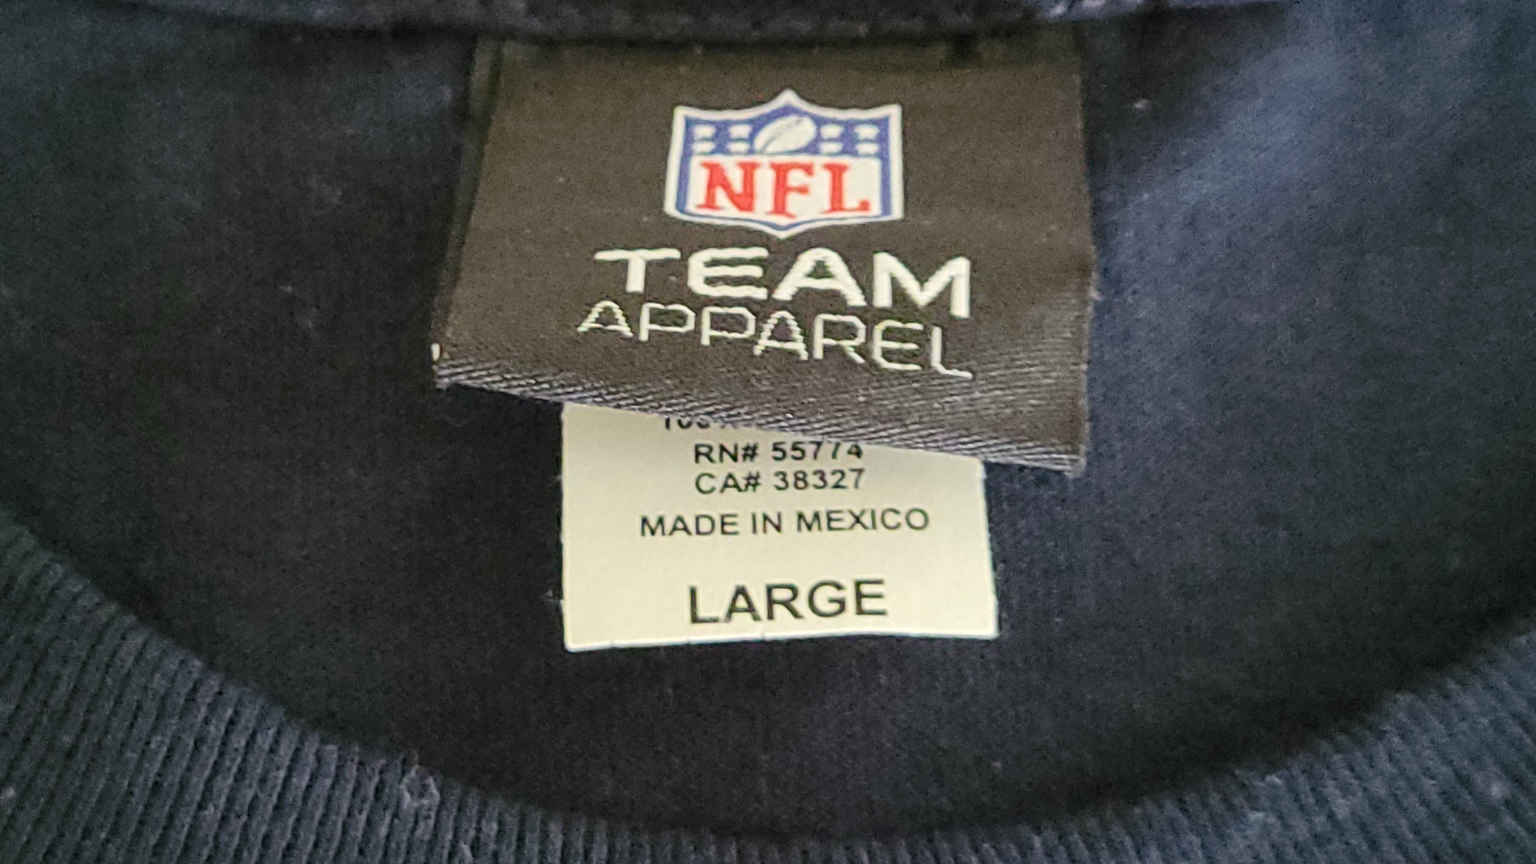 NFL
TEAM
APPAREL
RN# 55774
CA# 38327
MADE IN MEXICO
LARGE